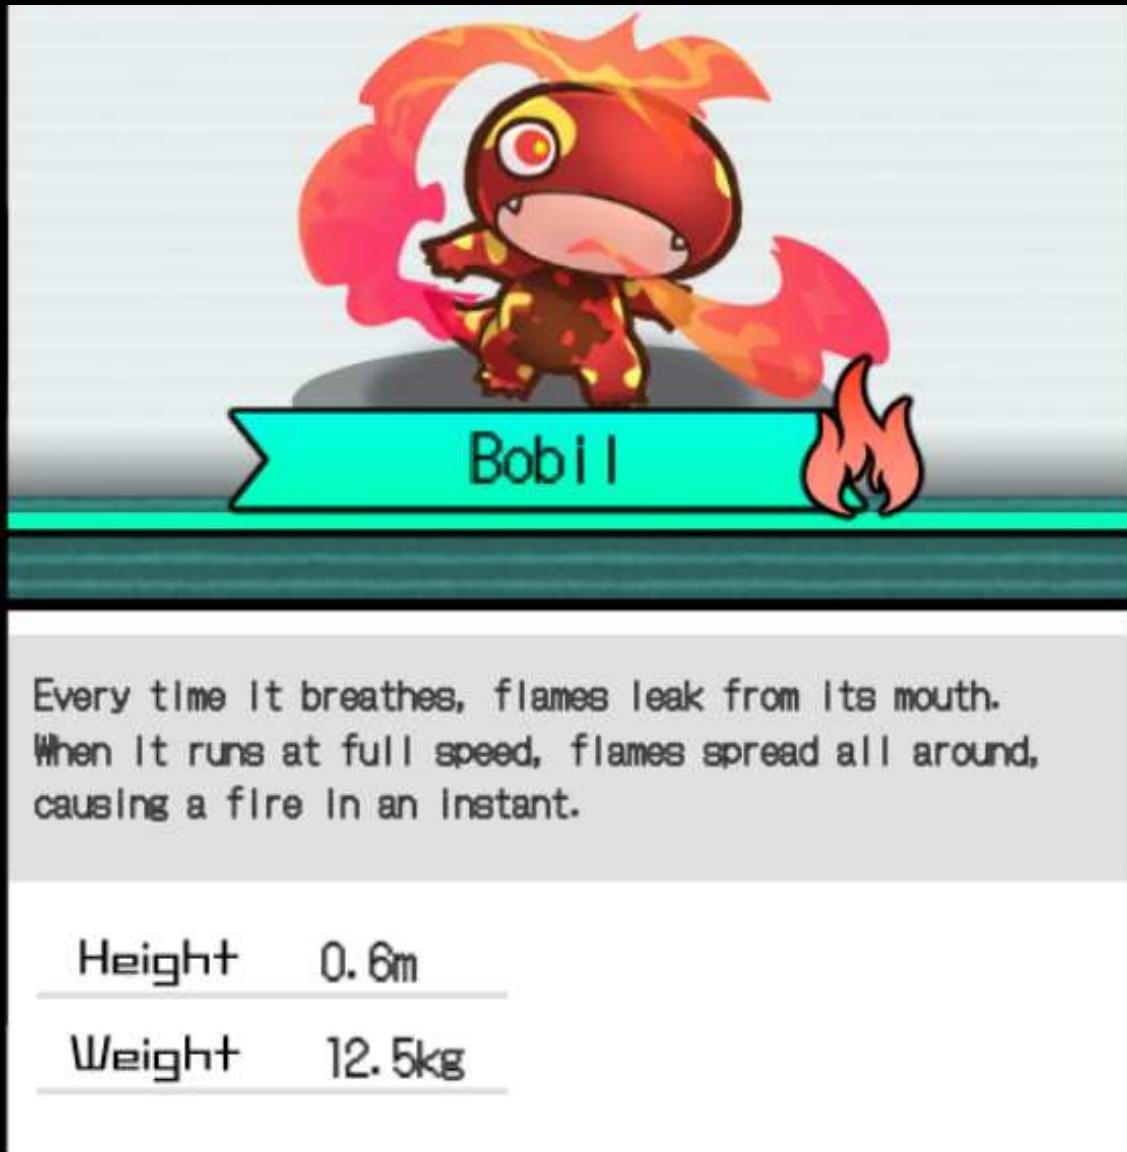 Bobil
Every time it breathes, flames leak from its mouth.
When it runs at full speed, flames spread all around,
causing a fire in an instant.
Height 0.6m
Weight 12.5kg